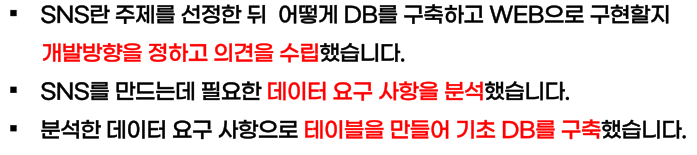 ▪ SNS란 주제를 선정한 뒤 어떻게 DB를 구축하고 WEB으로 구현할지
개발방향을 정하고 의견을 수립했습니다.
▪ SNS를 만드는데 필요한 데이터 요구 사항을 분석했습니다.
▪ 분석한 데이터 요구 사항으로 테이블을 만들어 기초 DB를 구축했습니다.